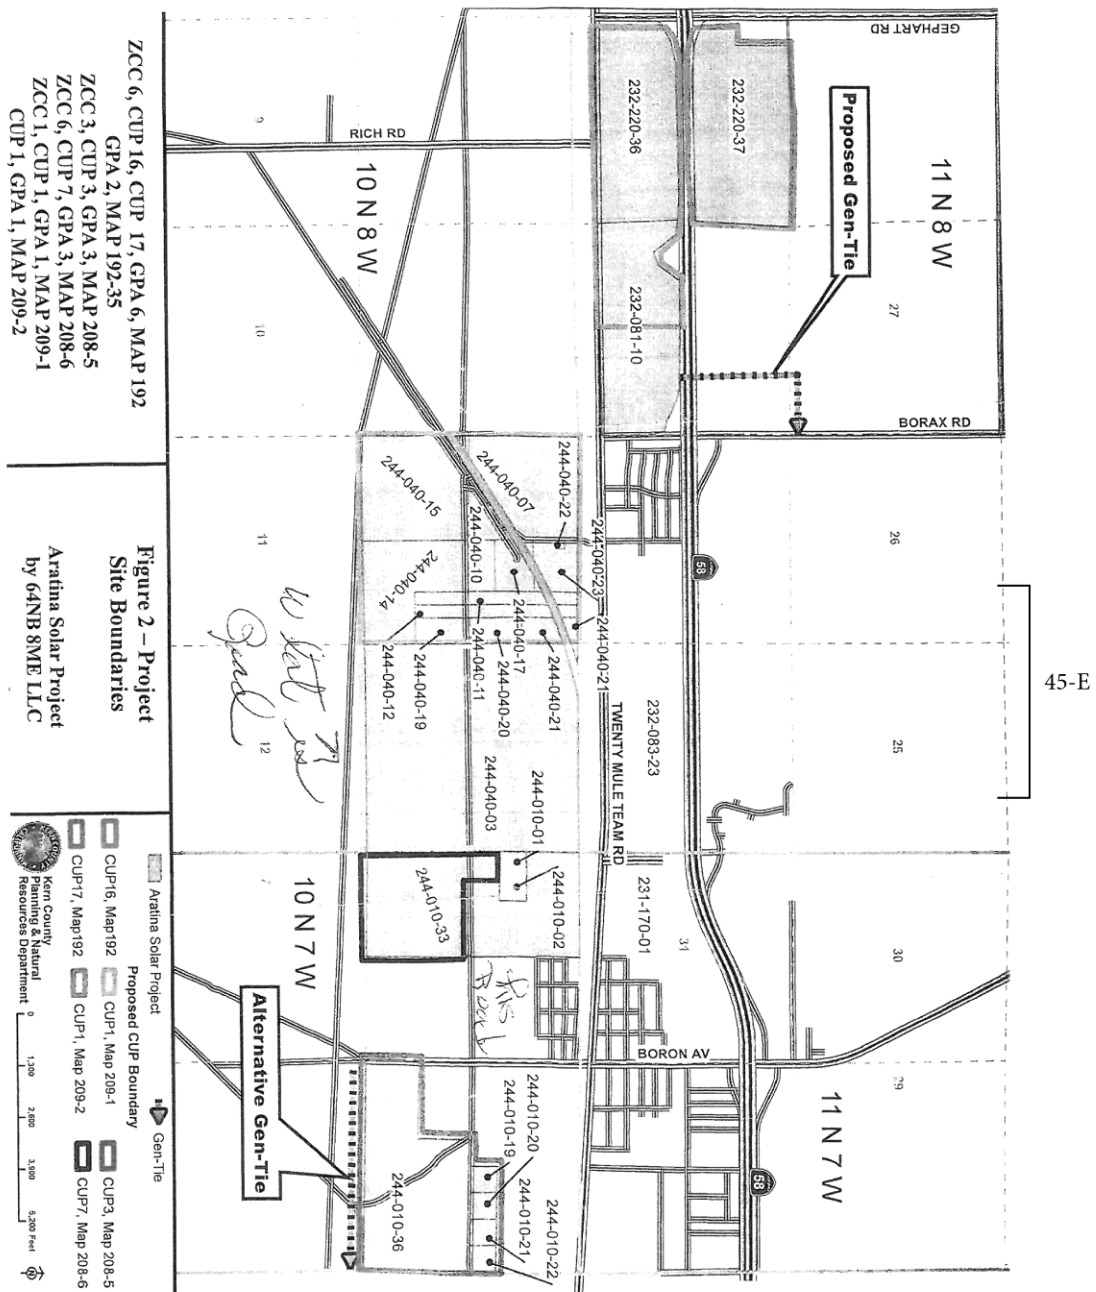 ZCC 6, CUP 16, CUP 17, GPA 6, MAP 192
GPA 2, MAP 192-35
ZCC 3, CUP 3, GPA 3, MAP 208-5
ZCC 6, CUP 7, GPA 3, MAP 208-6
ZCC 1, CUP 1, GPA 1, MAP 209-1
CUP 1, GPA 1, MAP 209-2
Figure 2 – Project
Site Boundaries
Aratina Solar Project
by 64NB 8ME LLC
Aratina Solar Project
Gen-Tie
Proposed CUP Boundary
CUP16, Map192
CUP1, Map 209-1
CUP3, Map 208-5
CUP17, Map192
CUP1, Map 209-2
CUP7, Map 208-6
Kern County
Planning & Natural
Resources Department
0
1,300
2,600
3,900
5,200 Feet
N
GEPHART RD
RICH RD
BORAX RD
TWENTY MULE TEAM RD
BORON AV
58
58
11 N 8 W
10 N 8 W
10 N 7 W
11 N 7 W
Proposed Gen-Tie
Alternative Gen-Tie
232-220-37
232-220-36
232-081-10
244-040-22
244-040-07
244-040-15
244-040-23
244-040-10
244-040-14
244-040-17
244-040-21
244-040-21
244-040-11
244-040-20
244-040-19
244-040-12
244-040-03
232-083-23
244-010-01
244-010-02
244-010-33
231-170-01
244-010-20
244-010-19
244-010-21
244-010-22
244-010-36
9
10
11
12
7
27
26
25
30
31
29
What is
this
45-E